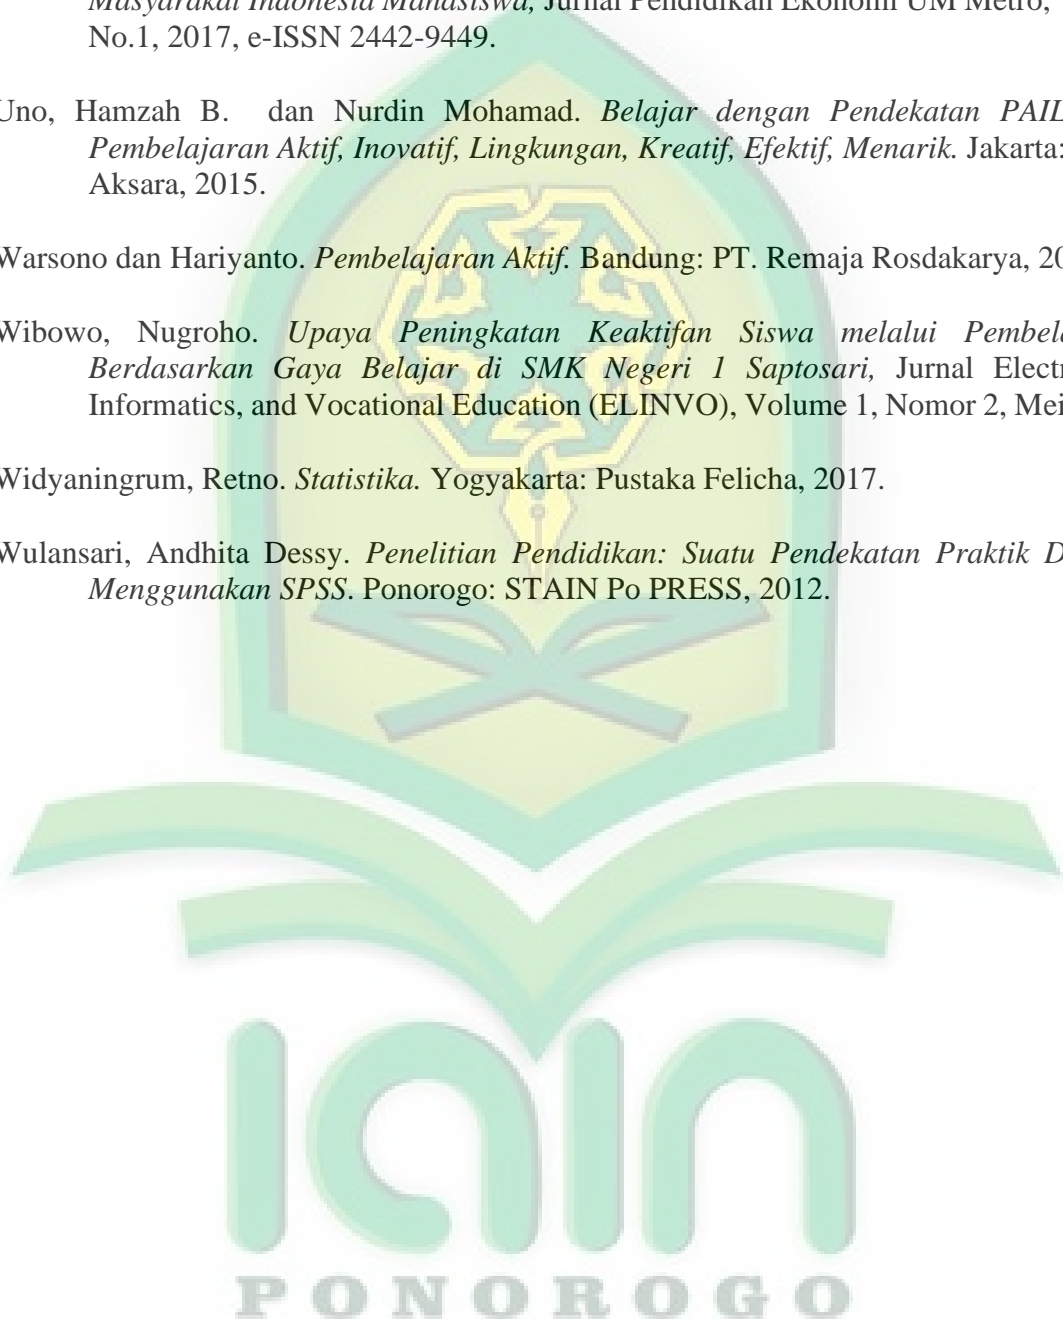 Masyarakat Indonesia Mahasiswa, Jurnal Pendidikan Ekonomi UM Metro,
No.1, 2017, e-ISSN 2442-9449.
Uno, Hamzah B. dan Nurdin Mohamad. Belajar dengan Pendekatan PAIL
Pembelajaran Aktif, Inovatif, Lingkungan, Kreatif, Efektif, Menarik. Jakarta:
Aksara, 2015.
Warsono dan Hariyanto. Pembelajaran Aktif. Bandung: PT. Remaja Rosdakarya, 20
Wibowo, Nugroho. Upaya Peningkatan Keaktifan Siswa melalui Pembela
Berdasarkan Gaya Belajar di SMK Negeri 1 Saptosari, Jurnal Electr
Informatics, and Vocational Education (ELINVO), Volume 1, Nomor 2, Mei
Widyaningrum, Retno. Statistika. Yogyakarta: Pustaka Felicha, 2017.
Wulansari, Andhita Dessy. Penelitian Pendidikan: Suatu Pendekatan Praktik D
Menggunakan SPSS. Ponorogo: STAIN Po PRESS, 2012.
iain
PONOROGO